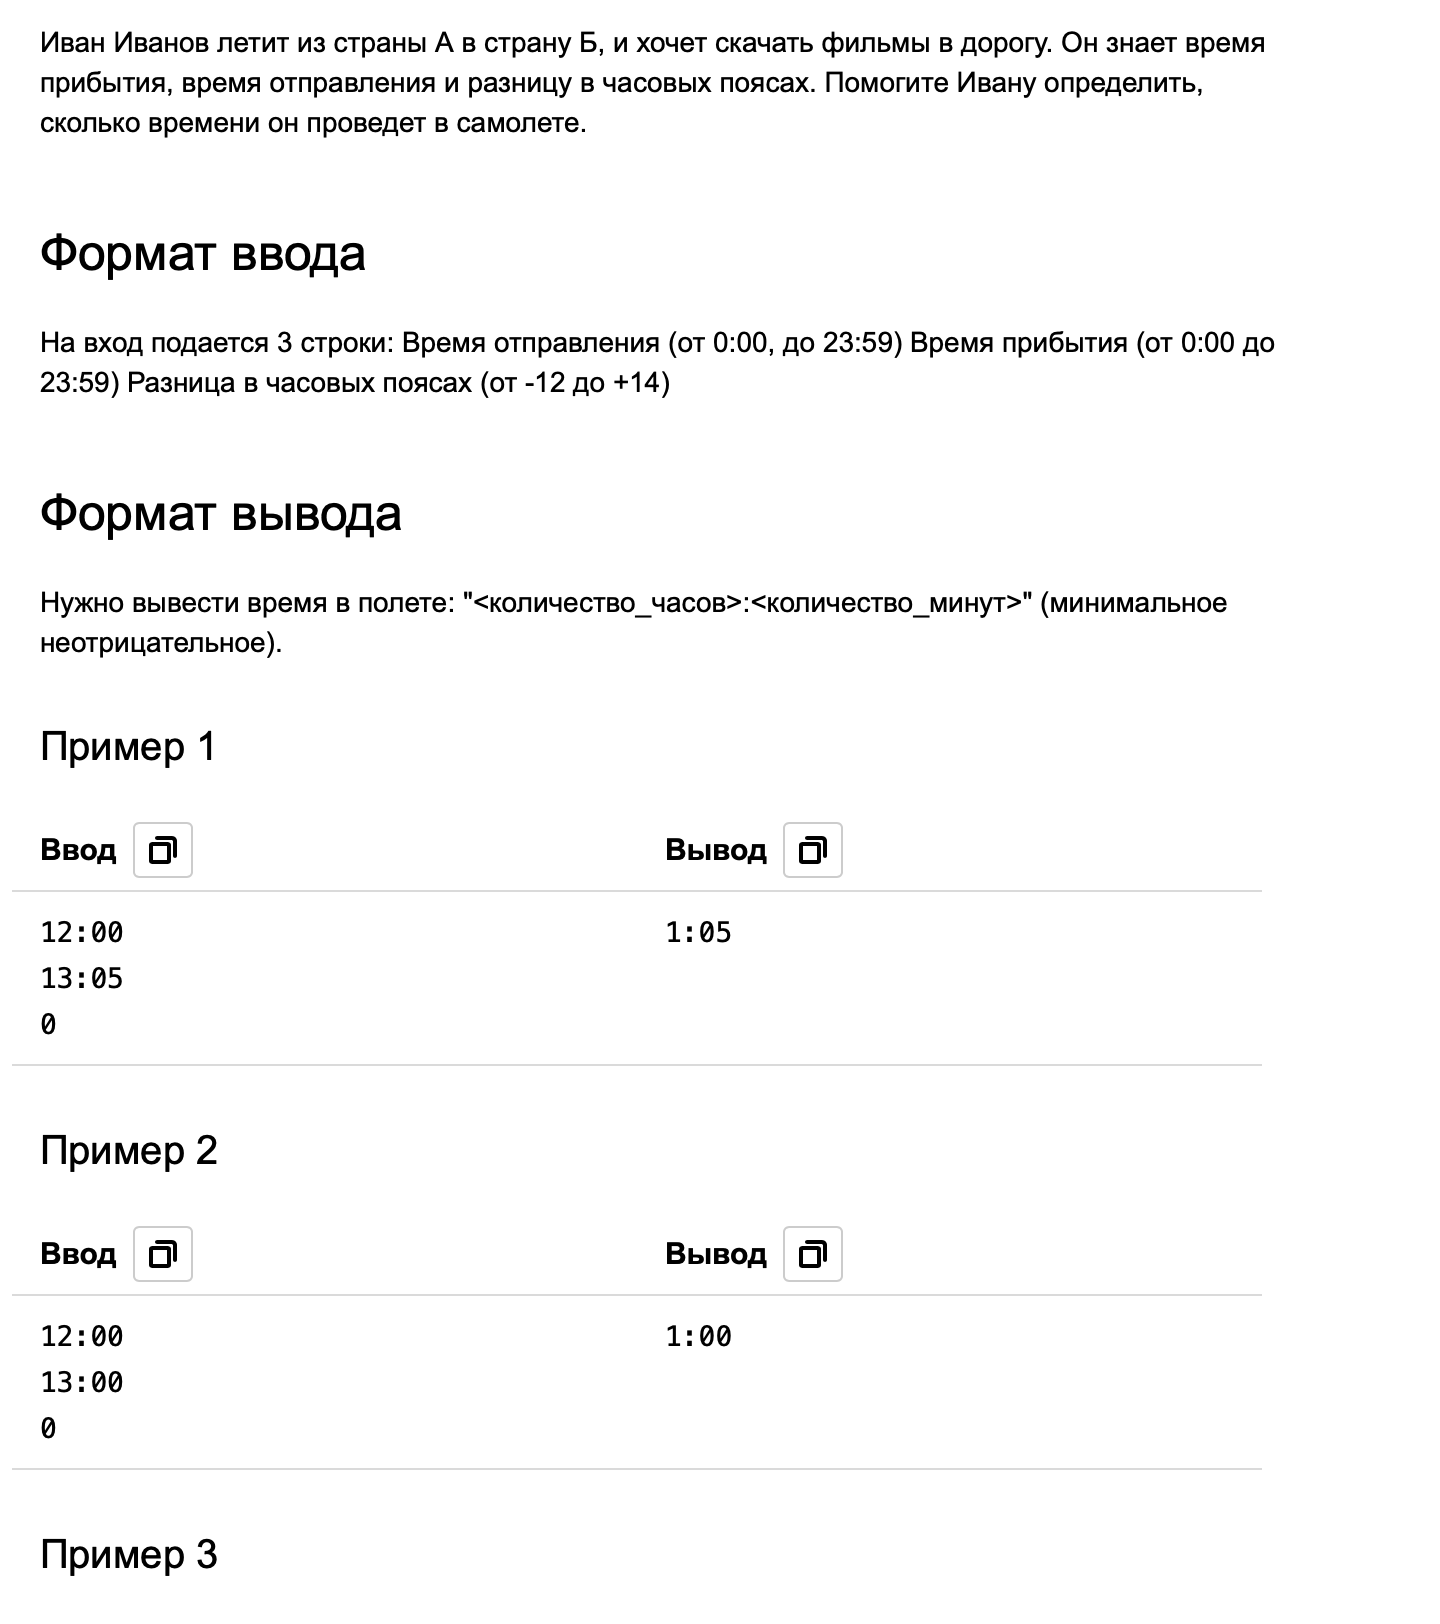 Иван Иванов летит из страны А в страну Б, и хочет скачать фильмы в дорогу. Он знает время
прибытия, время отправления и разницу в часовых поясах. Помогите Ивану определить,
сколько времени он проведет в самолете.
Формат ввода
На вход подается 3 строки: Время отправления (от 0:00, до 23:59) Время прибытия (от 0:00 до
23:59) Разница в часовых поясах (от -12 до +14)
Формат вывода
Нужно вывести время в полете: "<количество_часов>:<количество_минут>" (минимальное
неотрицательное).
Пример 1
Ввод Вывод
12:00 1:05
13:05
0
Пример 2
Ввод Вывод
12:00 1:00
13:00
0
Пример 3